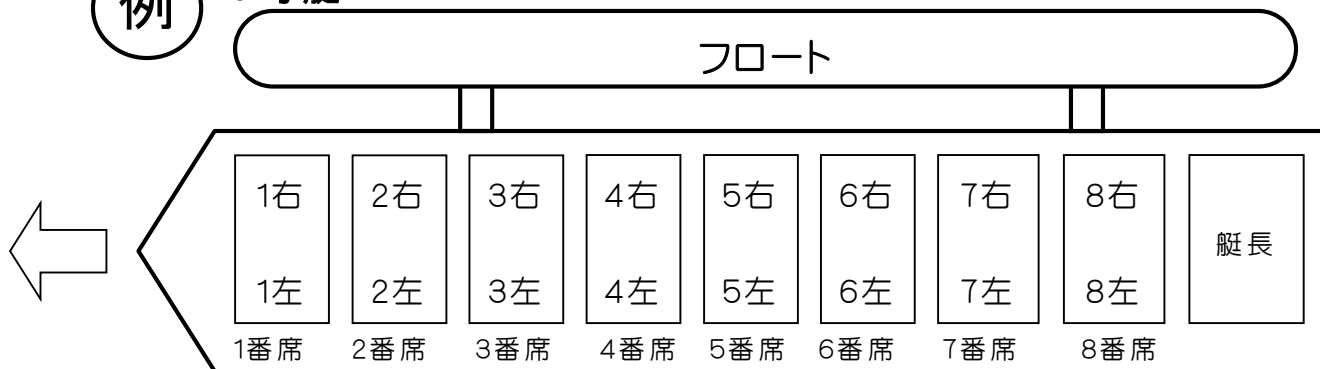 例
フロート
1右 2右 3右 4右 5右 6右 7右 8右
艇長
1左 2左 3左 4左 5左 6左 7左 8左
1番席 2番席 3番席 4番席 5番席 6番席 7番席 8番席